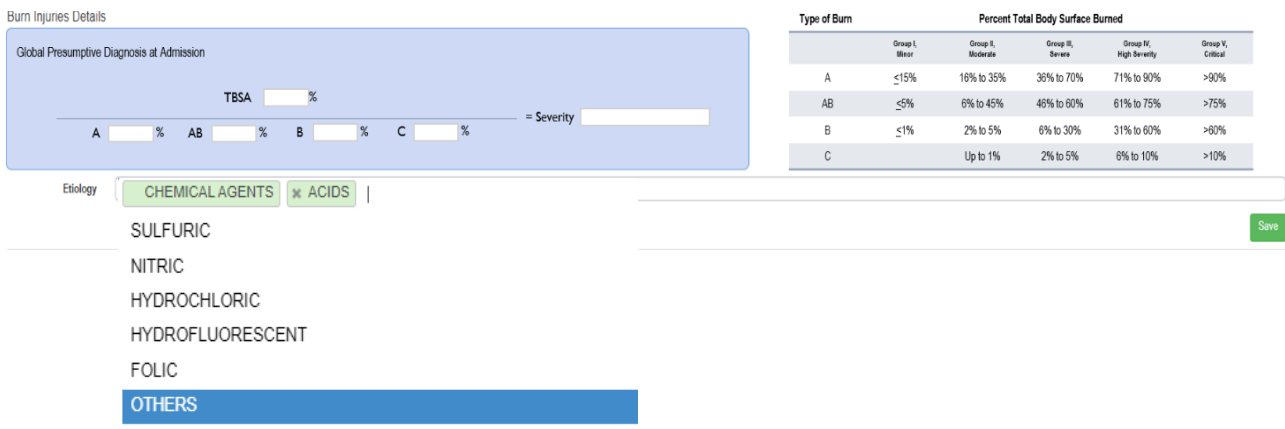 Burn Injuries Details
Global Presumptive Diagnosis at Admission
TBSA %
A % AB % B % C % = Severity
Type of Burn Percent Total Body Surface Burned
Group I, Minor Group II, Moderate Group III, Severe Group IV, High Severity Group V, Critical
A ≤15% 16% to 35% 36% to 70% 71% to 90% >90%
AB ≤5% 6% to 45% 46% to 60% 61% to 75% >75%
B ≤1% 2% to 5% 6% to 30% 31% to 60% >60%
C Up to 1% 2% to 5% 6% to 10% >10%
Etiology CHEMICAL AGENTS × ACIDS
SULFURIC
NITRIC
HYDROCHLORIC
HYDROFLUORESCENT
FOLIC
OTHERS
Save